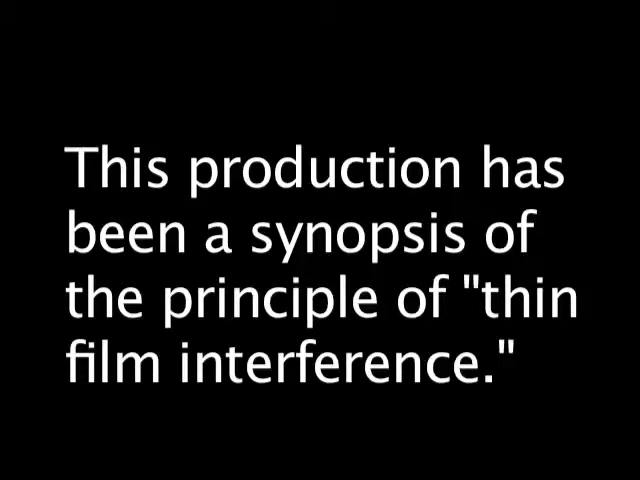 This production has
been a synopsis of
the principle of "thin
film interference."